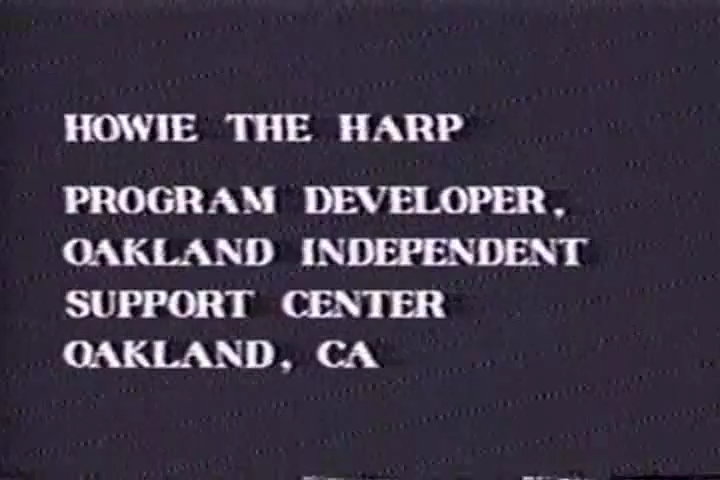 HOWIE THE HARP
PROGRAM DEVELOPER,
OAKLAND INDEPENDENT
SUPPORT CENTER
OAKLAND, CA